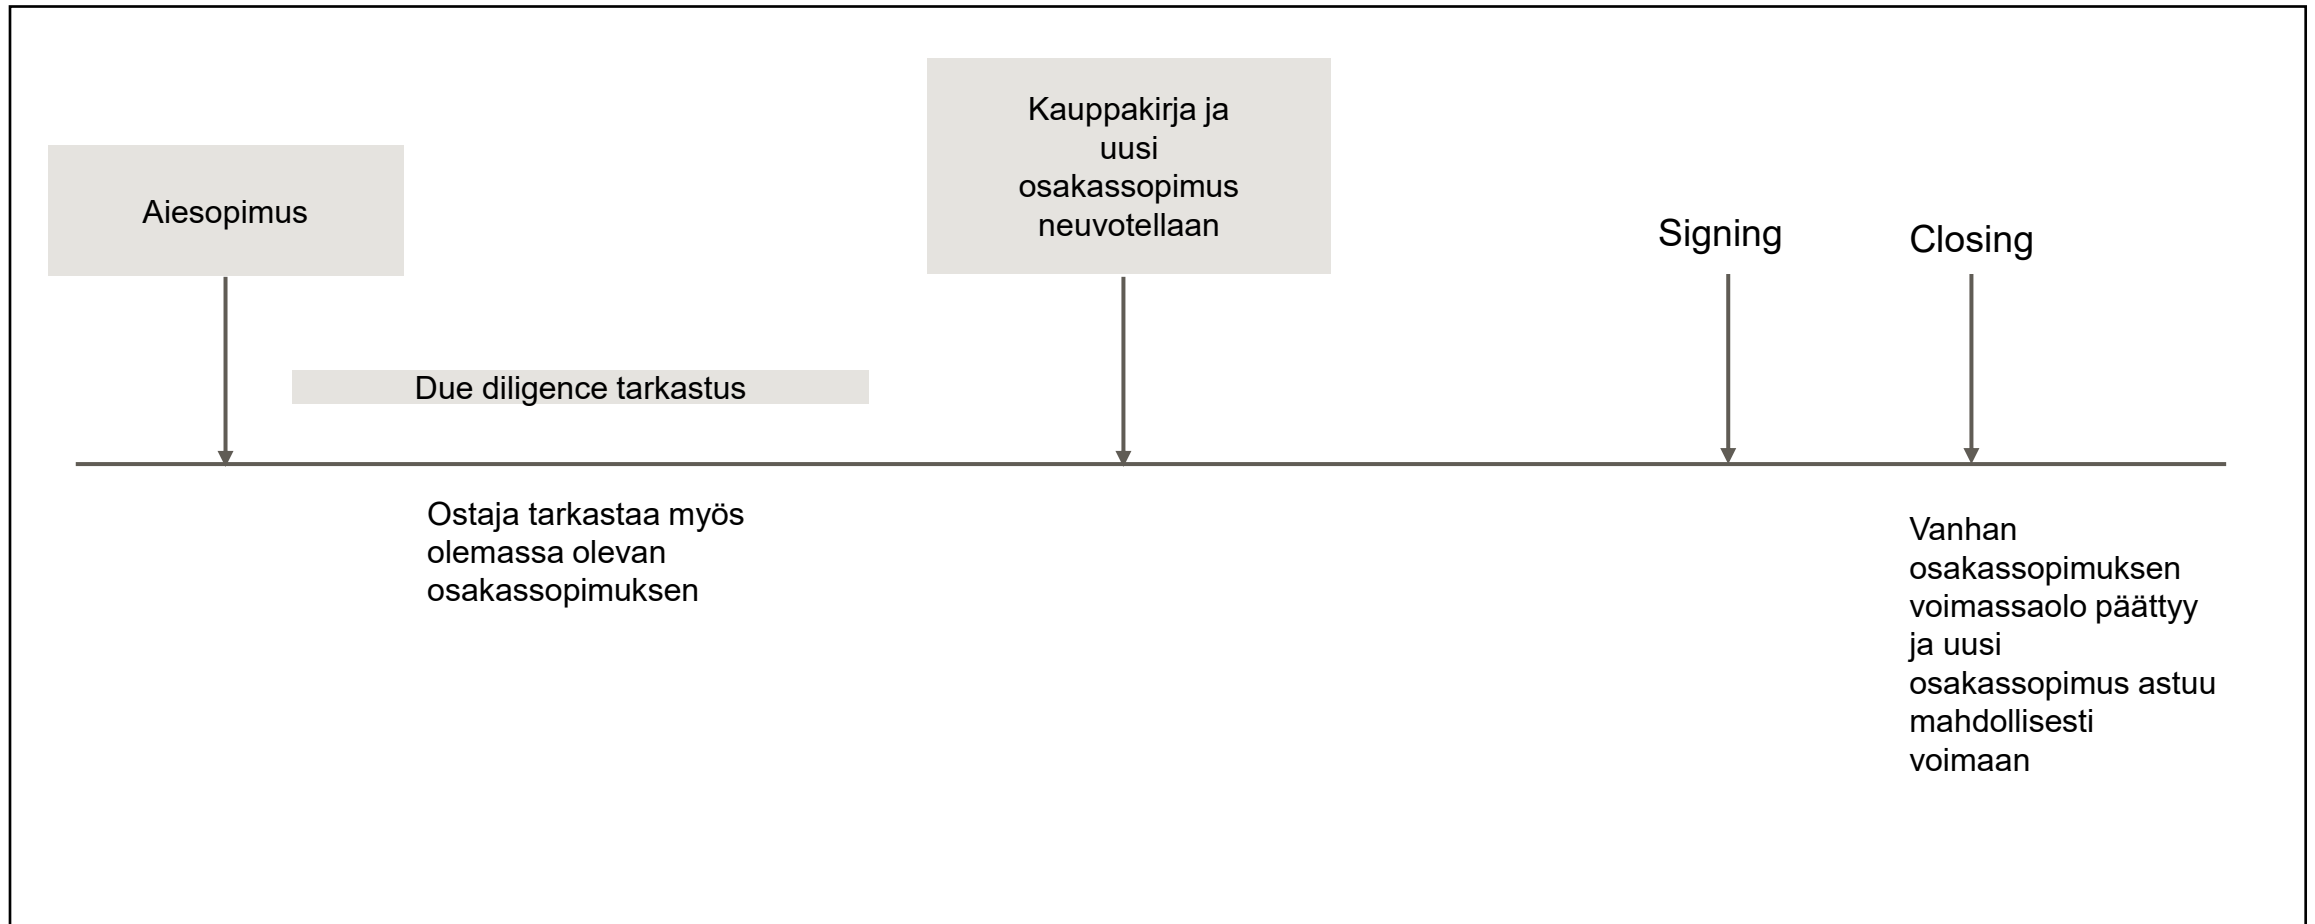 Aiesopimus
Kauppakirja ja
uusi
osakassopimus
neuvotellaan
Signing
Closing
Due diligence tarkastus
Ostaja tarkastaa myös
olemassa olevan
osakassopimuksen
Vanhan
osakassopimuksen
voimassaolo päättyy
ja uusi
osakassopimus astuu
mahdollisesti
voimaan